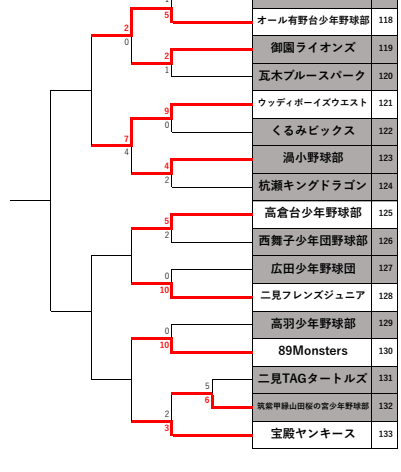 1
5 オール有野台少年野球部 118
2
0
2 御園ライオンズ 119
1 瓦木ブルースパーク 120
9 ウッディボーイズウエスト 121
0 くるみビックス 122
7
4
4 渦小野球部 123
2 杭瀬キングドラゴン 124
5 高倉台少年野球部 125
2 西舞子少年団野球部 126
0 広田少年野球団 127
10 二見フレンズジュニア 128
0 高羽少年野球部 129
10 89Monsters 130
5 二見TAGタートルズ 131
6 筑紫甲緑山田桜の宮少年野球部 132
2
3 宝殿ヤンキース 133